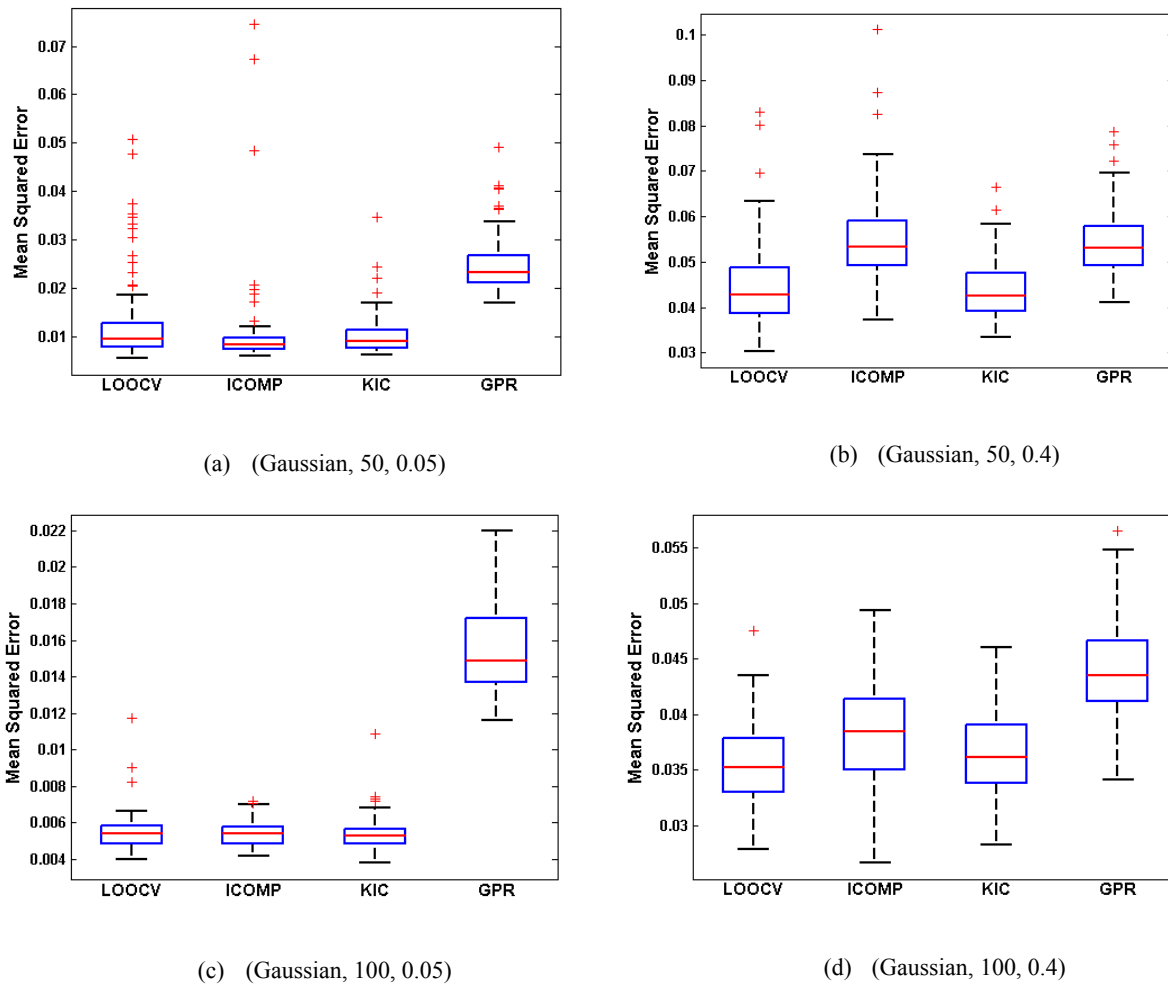 0.07
0.06
0.05
0.04
0.03
0.02
0.01
Mean Squared Error
LOOCV ICOMP KIC GPR
(a) (Gaussian, 50, 0.05)
0.1
0.09
0.08
0.07
0.06
0.05
0.04
0.03
Mean Squared Error
LOOCV ICOMP KIC GPR
(b) (Gaussian, 50, 0.4)
0.022
0.02
0.018
0.016
0.014
0.012
0.01
0.008
0.006
0.004
Mean Squared Error
LOOCV ICOMP KIC GPR
(c) (Gaussian, 100, 0.05)
0.055
0.05
0.045
0.04
0.035
0.03
Mean Squared Error
LOOCV ICOMP KIC GPR
(d) (Gaussian, 100, 0.4)